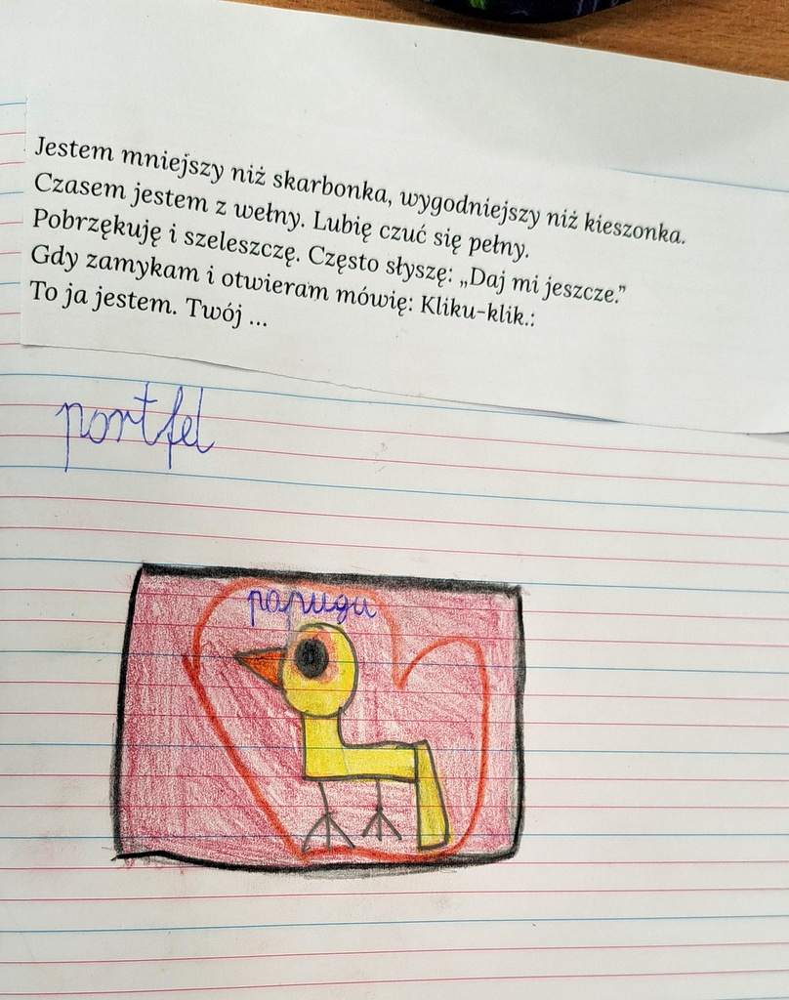 Jestem mniejszy niż skarbonka, wygodniejszy niż kieszonka.
Czasem jestem z wełny. Lubię czuć się pełny.
Pobrzękuję i szeleszczę. Często słyszę: „Daj mi jeszcze.”
Gdy zamykam i otwieram mówię: Kliku-klik.:
To ja jestem. Twój ...
portfel
papuga